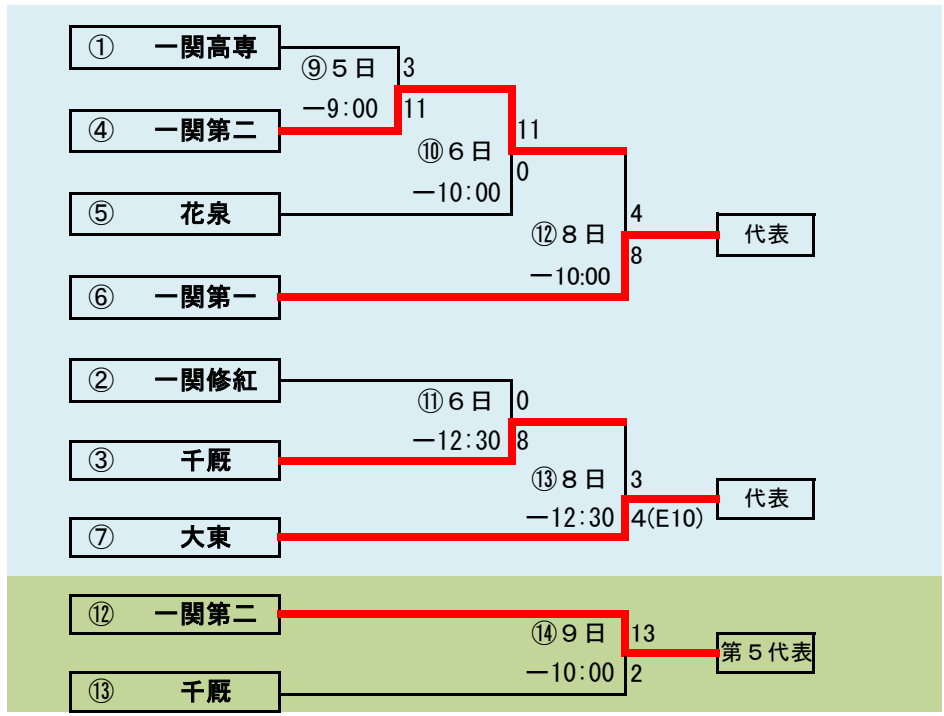 ① 一関高専
⑨５日 3
－9:00 11
④ 一関第二
11
⑩６日 0
－10:00
⑤ 花泉
4
⑫８日 代表
8
－10:00
⑥ 一関第一
② 一関修紅
⑪６日 0
－12:30 8
③ 千厩
⑬８日 3
代表
－12:30 4(E10)
⑦ 大東
⑫ 一関第二
⑭９日 13
第５代表
－10:00 2
⑬ 千厩